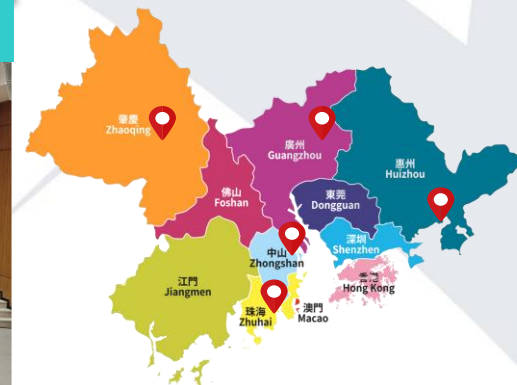 肇慶
Zhaoqing
廣州
Guangzhou
惠州
Huizhou
佛山
Foshan
東莞
Dongguan
中山
Zhongshan
深圳
Shenzhen
江門
Jiangmen
珠海
Zhuhai
澳門
Macao
Hong Kong